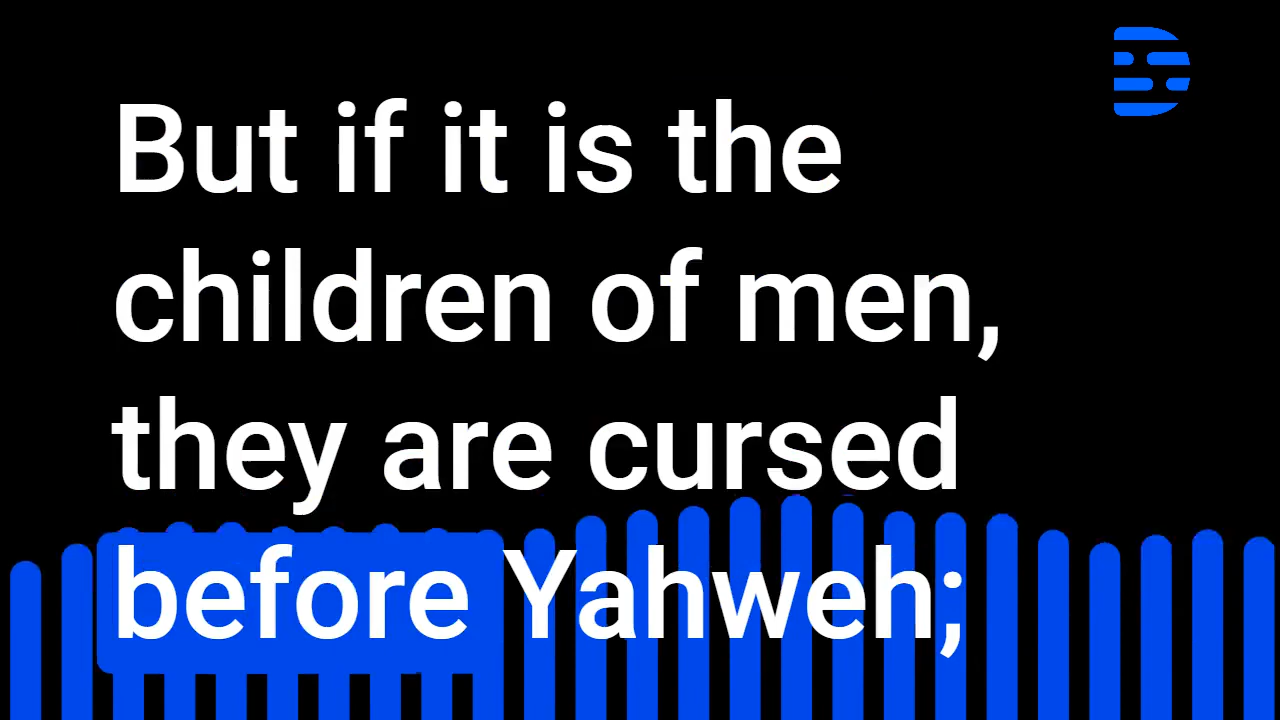 But if it is the
children of men,
they are cursed
before Yahweh;